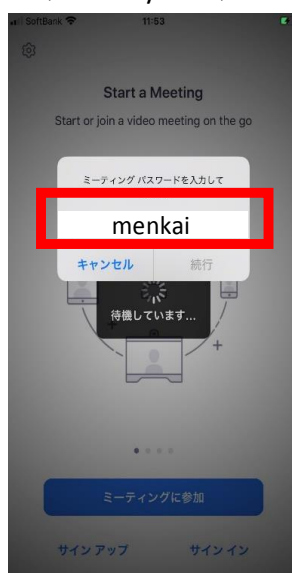 SoftBank
11:53
Start a Meeting
Start or join a video meeting on the go
ミーティング パスワードを入力して
menkai
キャンセル
続行
待機しています...
ミーティングに参加
サイン アップ
サイン イン